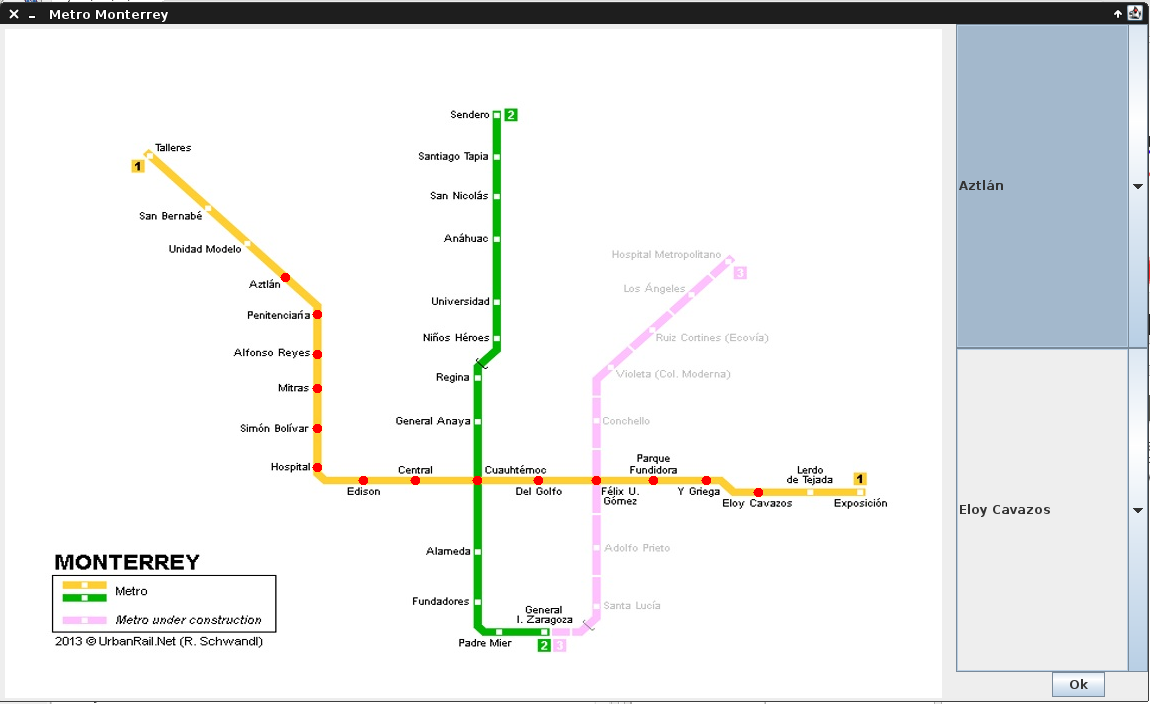 Metro Monterrey
Sendero
2
Talleres
1
Santiago Tapia
San Nicolás
San Bernabé
Anáhuac
Unidad Modelo
Hospital Metropolitano
3
Aztlán
Los Ángeles
Universidad
Penitenciaría
Niños Héroes
Ruiz Cortines (Ecovía)
Alfonso Reyes
Regina
Violeta (Col. Moderna)
Mitras
General Anaya
Conchello
Simón Bolívar
Hospital
Central
Cuauhtémoc
Parque
Fundidora
Lerdo
de Tejada
1
Edison
Del Golfo
Félix U.
Gómez
Y Griega
Eloy Cavazos
Exposición
Alameda
Adolfo Prieto
Fundadores
General
I. Zaragoza
Santa Lucía
Padre Mier
2
3
MONTERREY
Metro
Metro under construction
2013 © UrbanRail.Net (R. Schwandl)
Aztlán
Eloy Cavazos
Ok